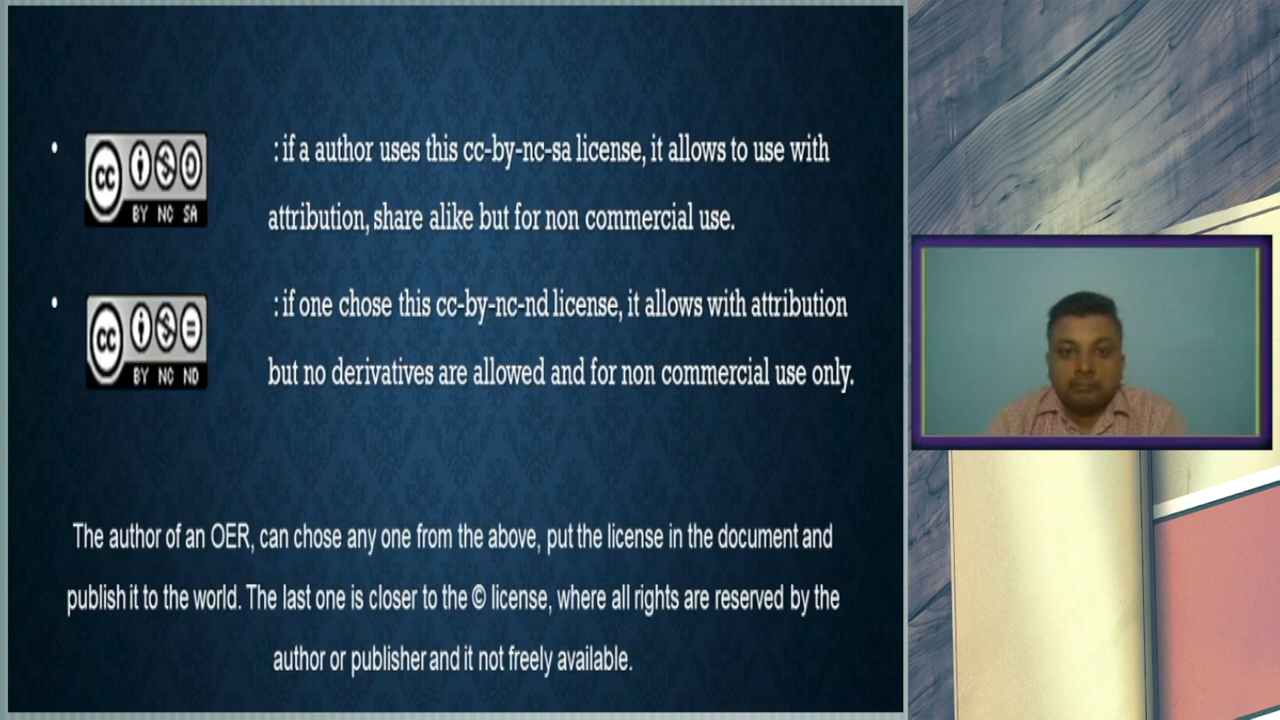 CC BY NC SA
: if a author uses this cc-by-nc-sa license, it allows to use with
attribution, share alike but for non commercial use.
CC BY NC ND
: if one chose this cc-by-nc-nd license, it allows with attribution
but no derivatives are allowed and for non commercial use only.
The author of an OER, can chose any one from the above, put the license in the document and
publish it to the world. The last one is closer to the © license, where all rights are reserved by the
author or publisher and it not freely available.